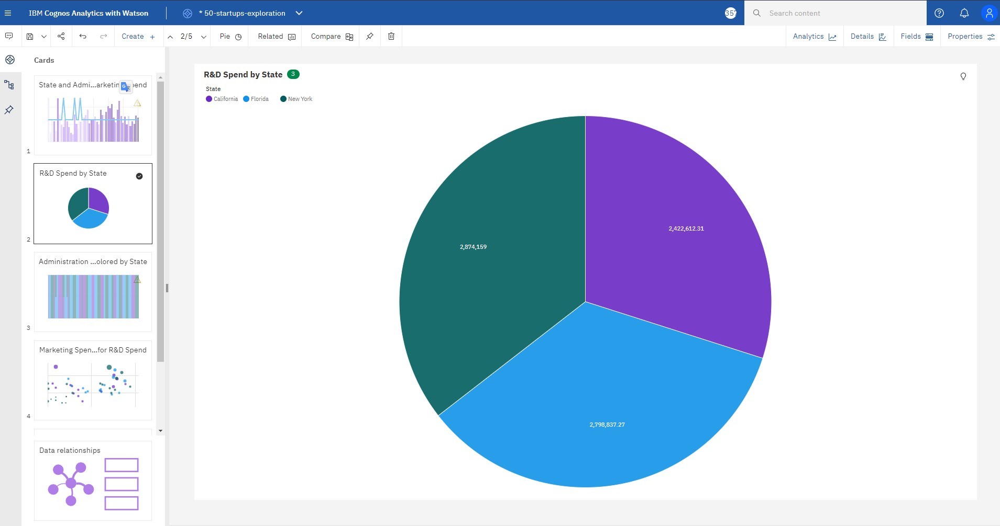 IBM Cognos Analytics with Watson
* 50-startups-exploration
Search content
Create +
2/5
Pie
Related
Compare
Analytics
Details
Fields
Properties
Cards
State and Admi...arketin
end
1
R&D Spend by State
2
Administration ...olored by State
3
Marketing Spen...for R&D Spend
4
Data relationships
R&D Spend by State 3
State
California Florida New York
2,422,612.31
2,874,159
2,798,837.27